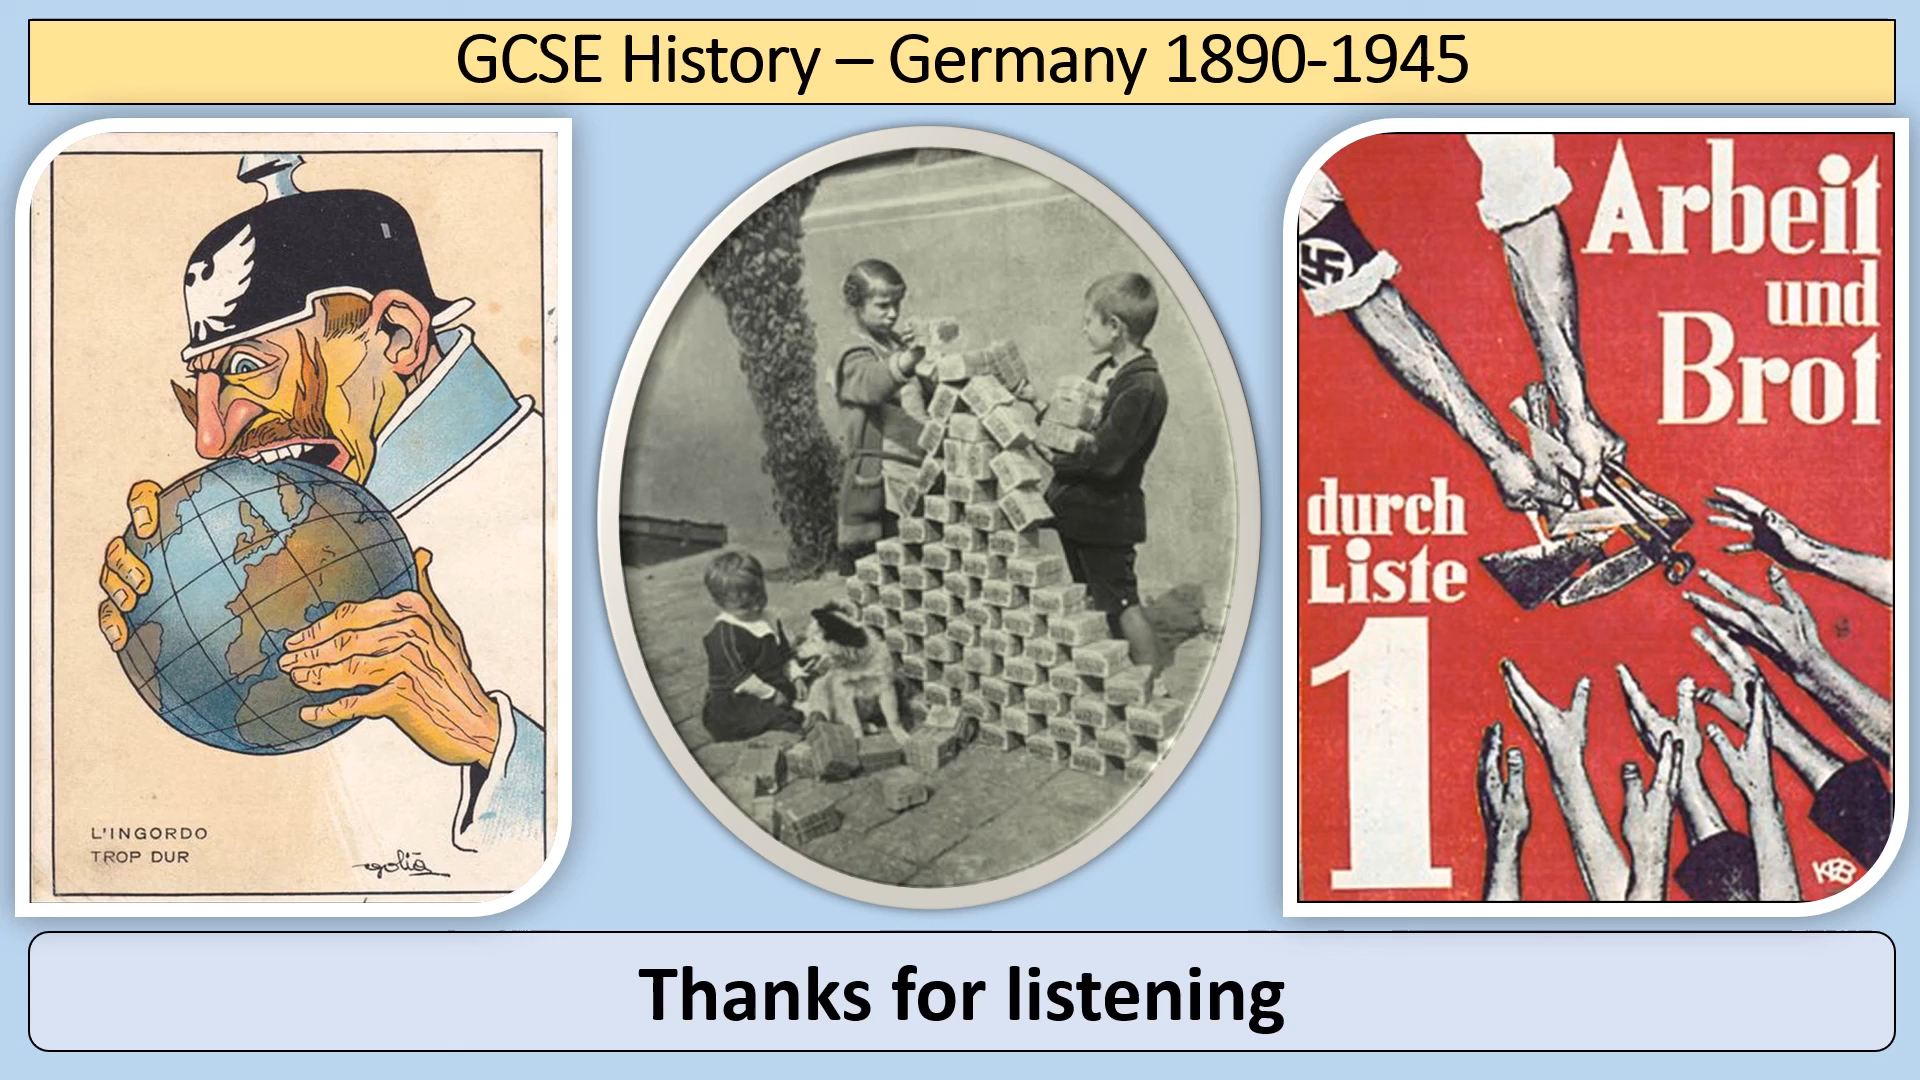 GCSE History – Germany 1890-1945
L'INGORDO
TROP DUR
golia
Arbeit
und
Brot
durch
Liste
1
Thanks for listening